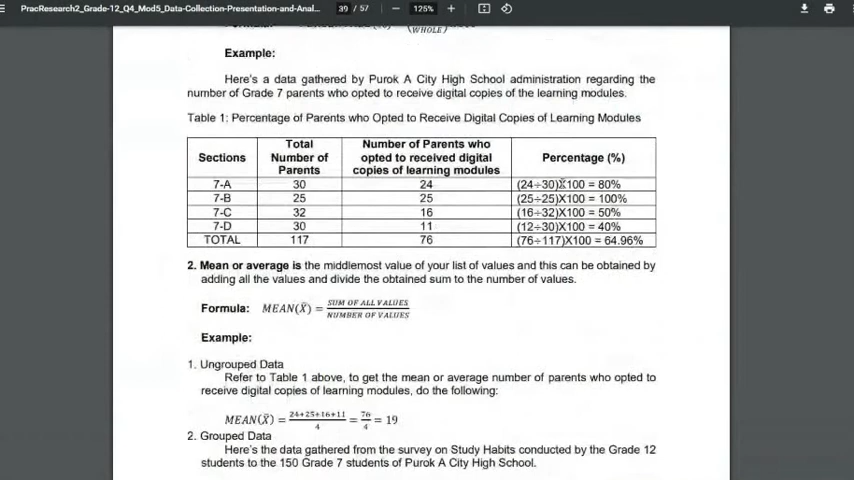 PracResearch2_Grade-12_Q4_Mod5_Data-Collection-Presentation-and-Anal...
39 / 57
125%
(WHOLE)
Example:
Here's a data gathered by Purok A City High School administration regarding the
number of Grade 7 parents who opted to receive digital copies of the learning modules.
Table 1: Percentage of Parents who Opted to Receive Digital Copies of Learning Modules
Sections Total Number of Parents Number of Parents who opted to received digital copies of learning modules Percentage (%)
7-A 30 24 (24÷30)X100 = 80%
7-B 25 25 (25÷25)X100 = 100%
7-C 32 16 (16÷32)X100 = 50%
7-D 30 11 (12÷30)X100 = 40%
TOTAL 117 76 (76÷117)X100 = 64.96%
2. Mean or average is the middlemost value of your list of values and this can be obtained by
adding all the values and divide the obtained sum to the number of values.
Formula: MEAN(X̄) = SUM OF ALL VALUES / NUMBER OF VALUES
Example:
1. Ungrouped Data
Refer to Table 1 above, to get the mean or average number of parents who opted to
receive digital copies of learning modules, do the following:
MEAN(X̄) = 24+25+16+11 / 4 = 76 / 4 = 19
2. Grouped Data
Here's the data gathered from the survey on Study Habits conducted by the Grade 12
students to the 150 Grade 7 students of Purok A City High School.